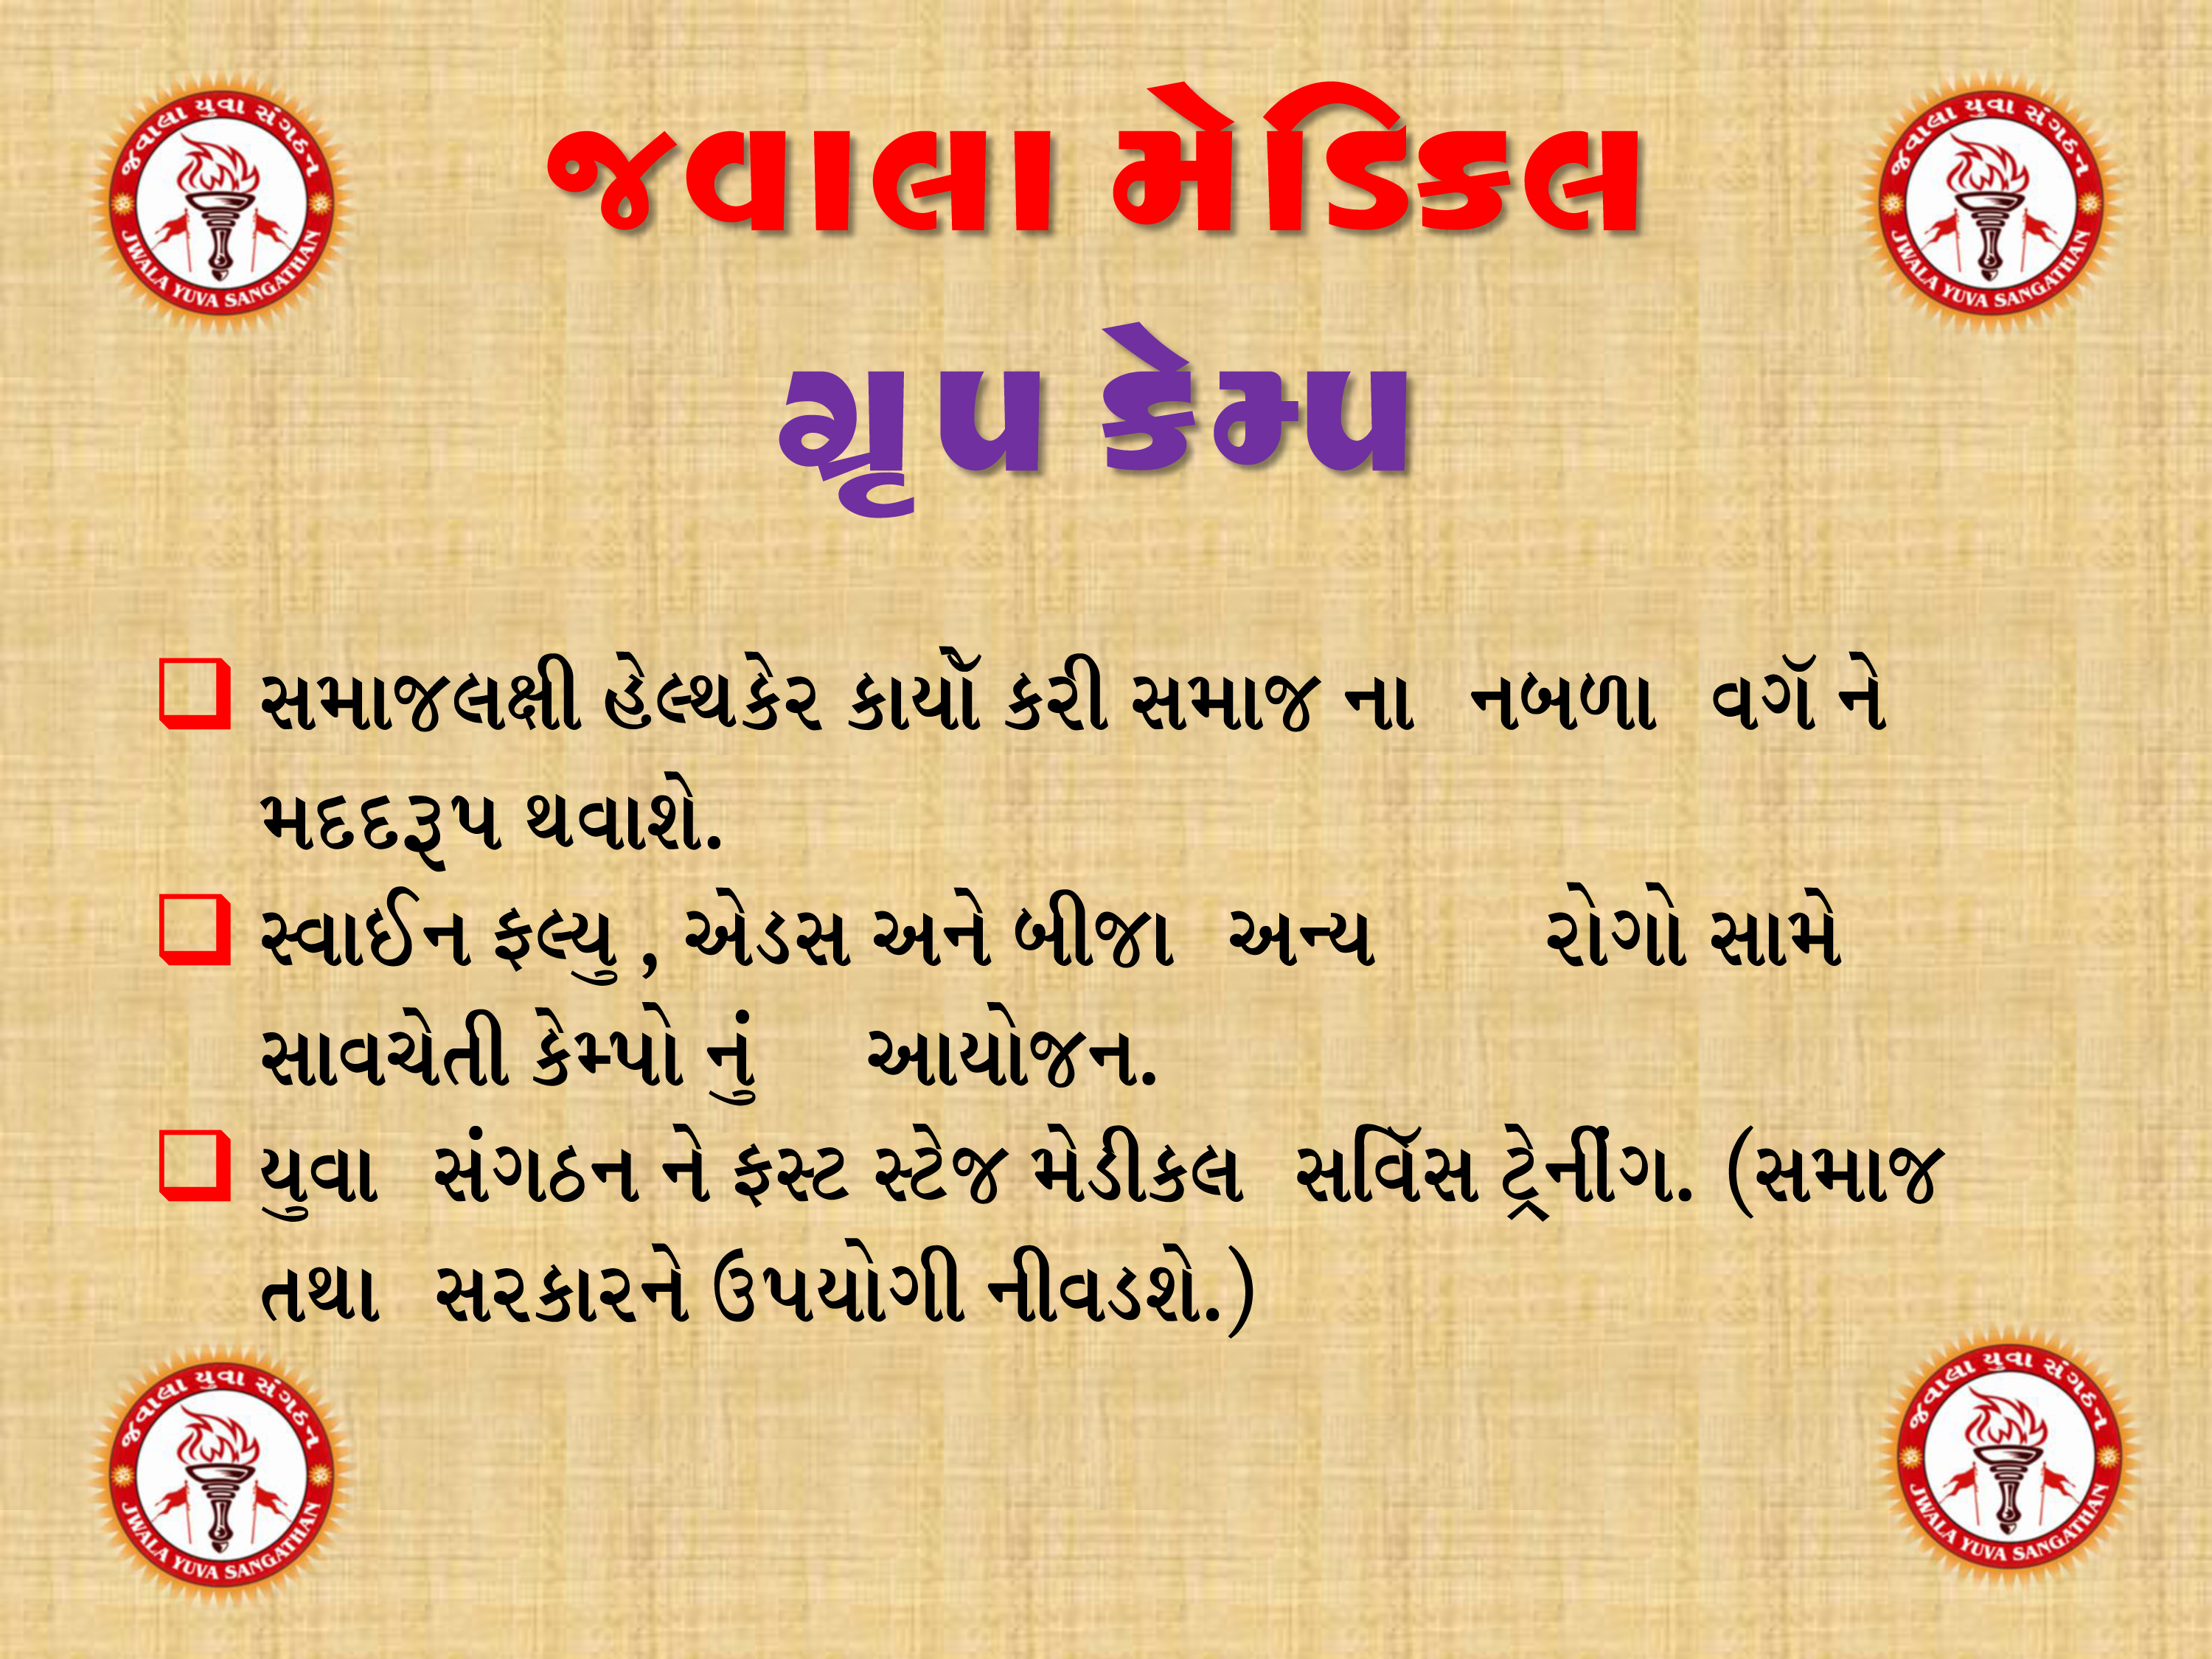 જવાલા મેડિકલ
ગ્રૃપ કેમ્પ
સમાજલક્ષી હેલ્થકેર કાર્યો કરી સમાજ ના નબળા વર્ગ ને
મદદરૂપ થવાશે.
સ્વાઈન ફલ્યુ , એડસ અને બીજા અન્ય રોગો સામે
સાવચેતી કેમ્પો નું આયોજન.
યુવા સંગઠન ને ફસ્ટ સ્ટેજ મેડીકલ સર્વિસ ટ્રેનીંગ. (સમાજ
તથા સરકારને ઉપયોગી નીવડશે.)
જવાલા યુવા સંગઠન
JWALA YUVA SANGATHAN
જવાલા યુવા સંગઠન
JWALA YUVA SANGATHAN
જવાલા યુવા સંગઠન
JWALA YUVA SANGATHAN
જવાલા યુવા સંગઠન
JWALA YUVA SANGATHAN